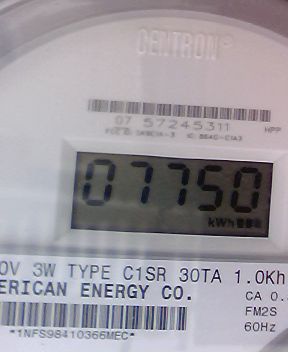 CENTRON®
07 57245311 HPP
07750
kWh
0V 3W TYPE C1SR 30TA 1.0Kh
ERICAN ENERGY CO. CA 0.
FM2S
*1NFS98410366MEC* 60Hz